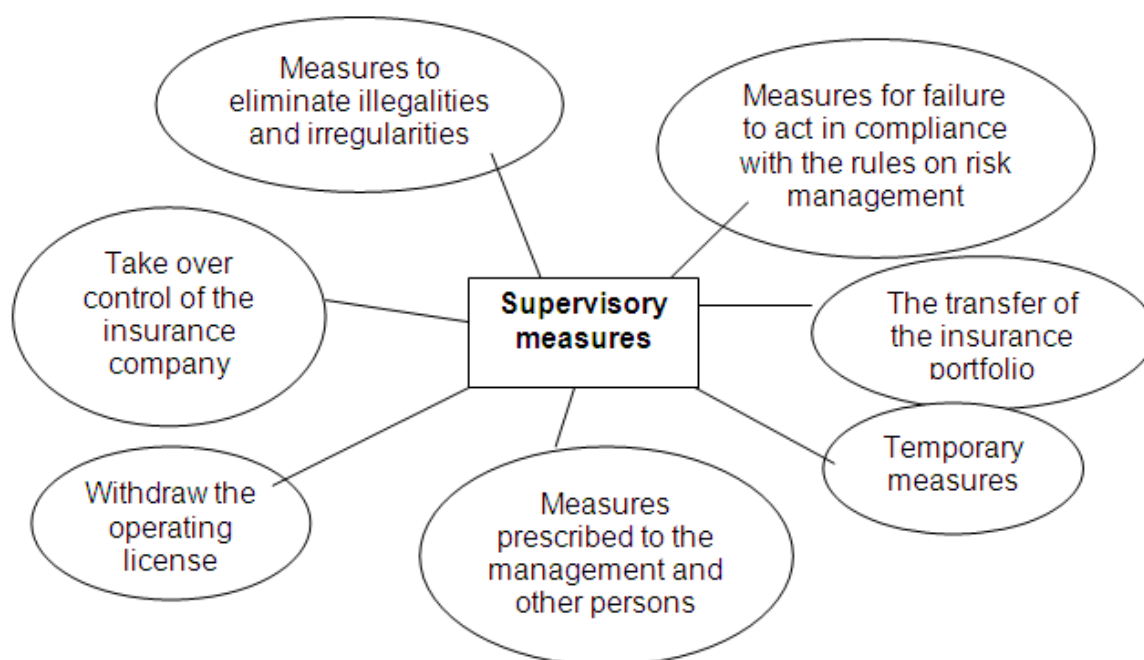 Measures to
eliminate illegalities
and irregularities
Measures for failure
to act in compliance
with the rules on risk
management
Take over
control of the
insurance
company
Supervisory
measures
The transfer of
the insurance
portfolio
Temporary
measures
Withdraw the
operating
license
Measures
prescribed to the
management and
other persons